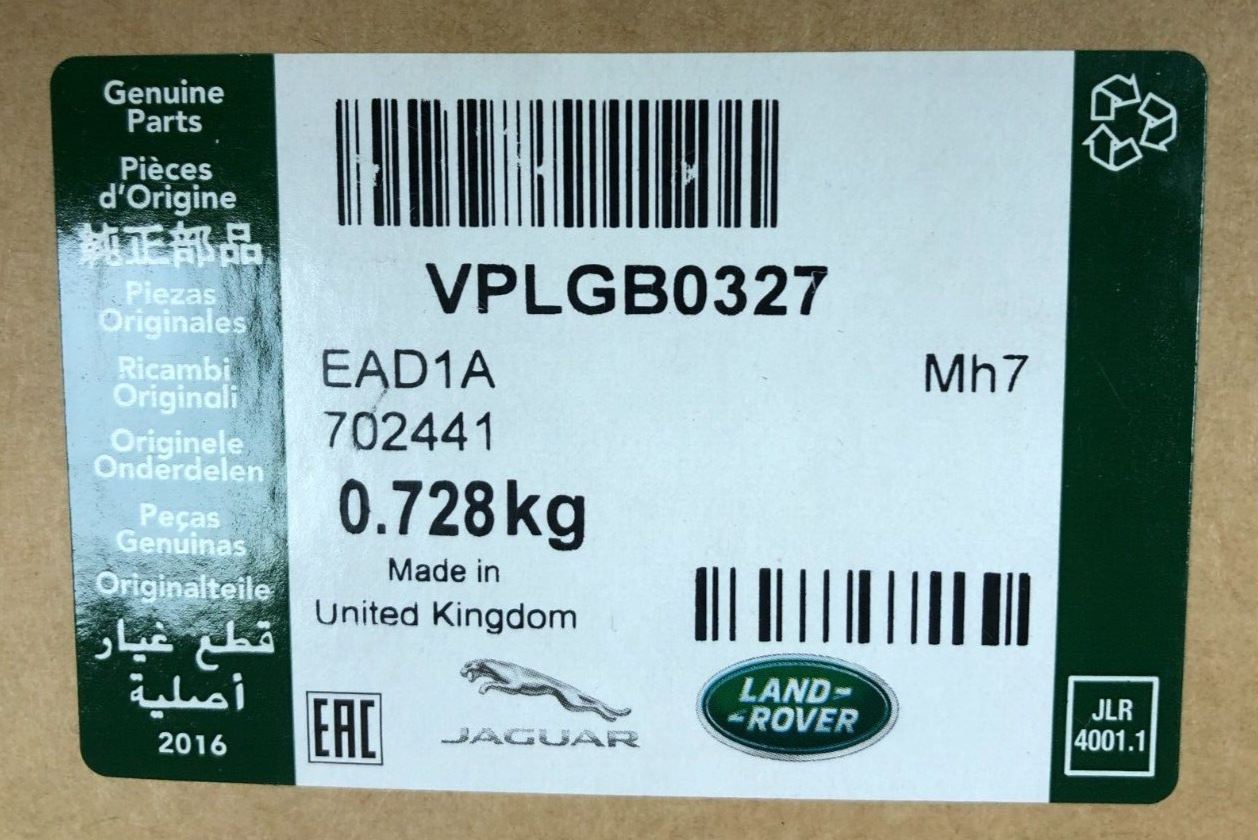 Genuine
Parts
Pièces
d'Origine
純正部品
Piezas
Originales
Ricambi
Originali
Originele
Onderdelen
Peças
Genuinas
Originalteile
قطع غيار
أصلية
2016
VPLGB0327
EAD1A
Mh7
702441
0.728kg
Made in
United Kingdom
EAC
JAGUAR
LAND-
-ROVER
JLR
4001.1